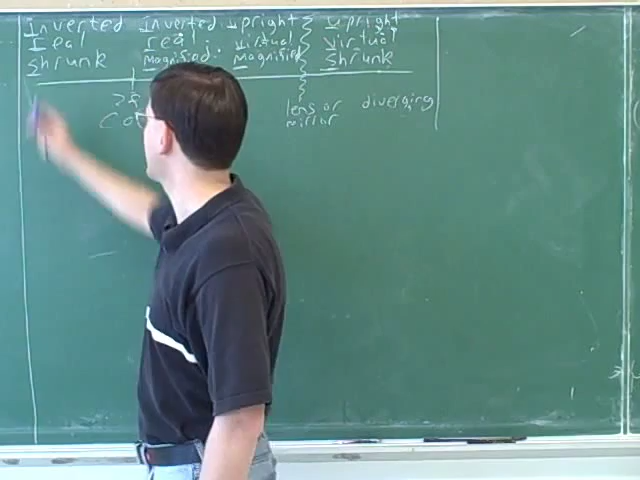 Inverted Inverted Upright Upright
Real real virtual virtual
Shrunk Magnified Magnified Shrunk
lens or diverging
mirror